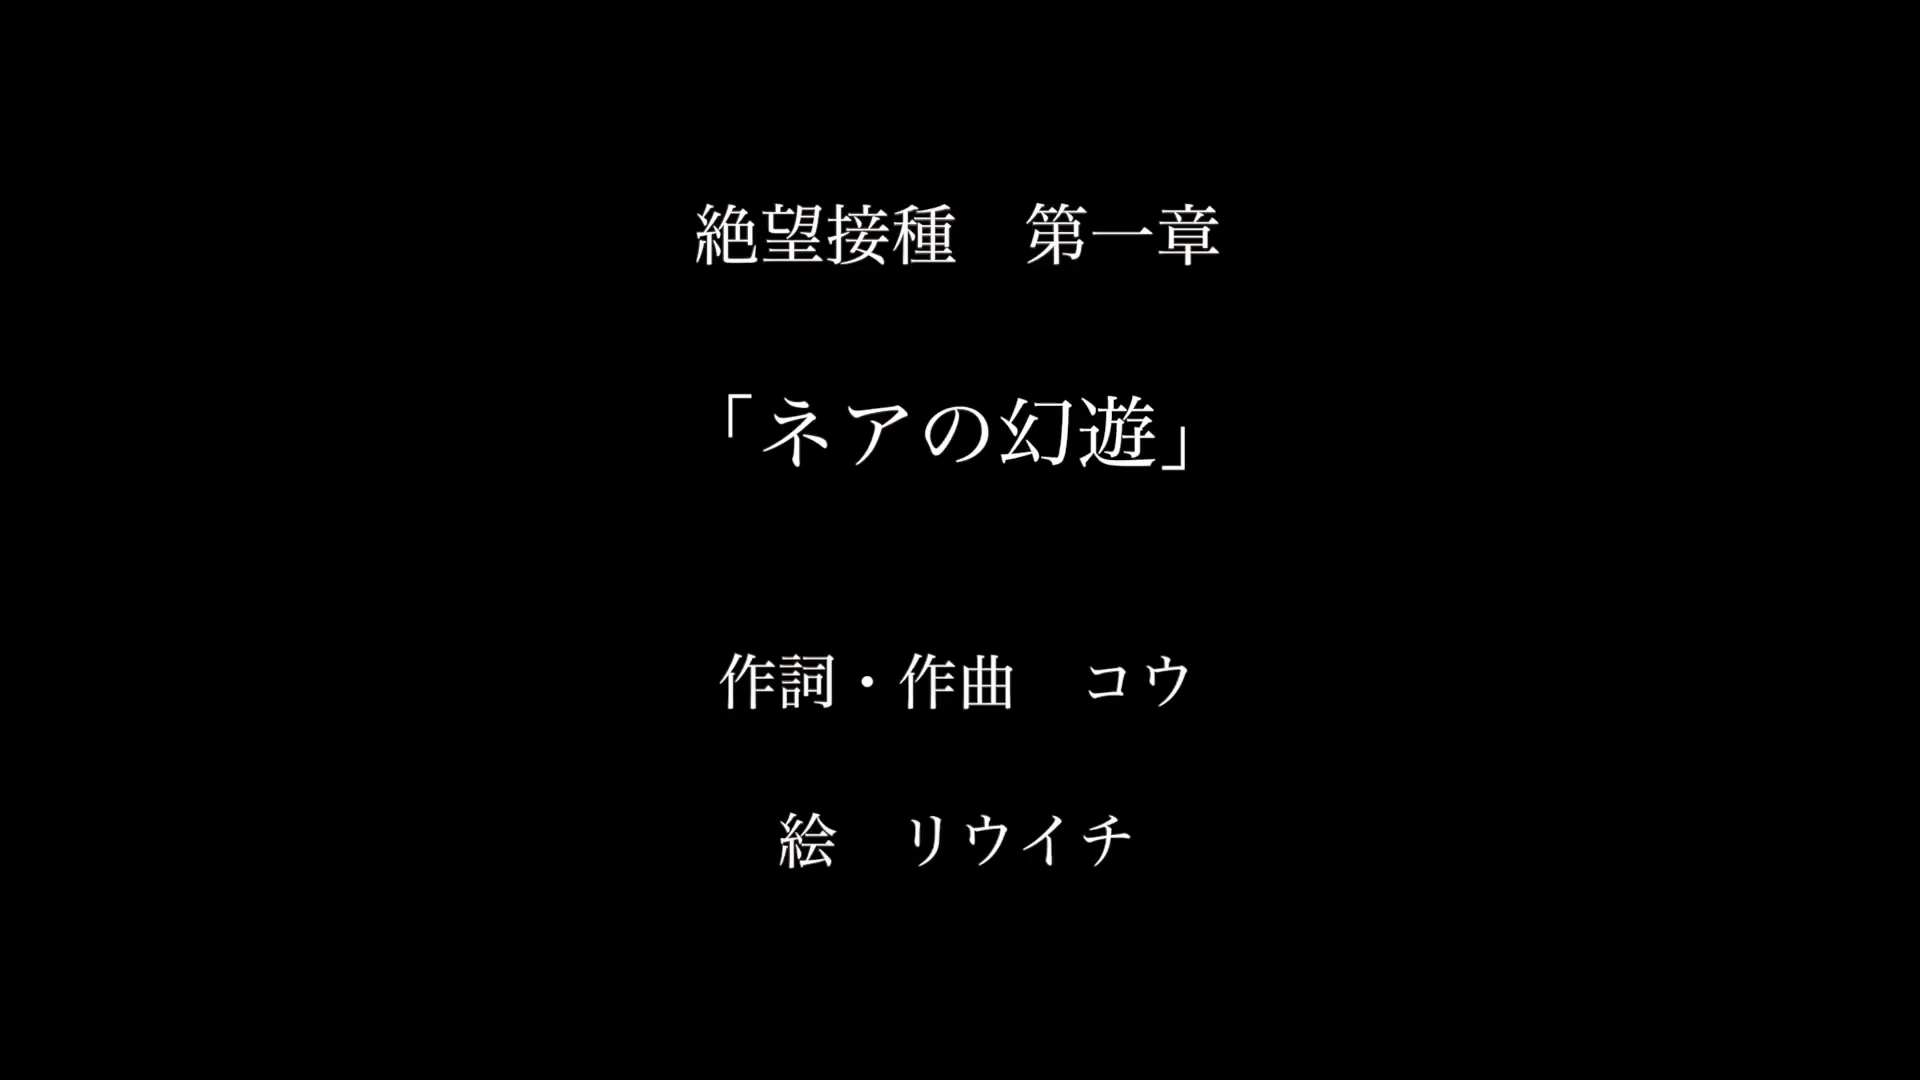 絶望接種　第一章
「ネアの幻遊」
作詞・作曲　コウ
絵　リウイチ